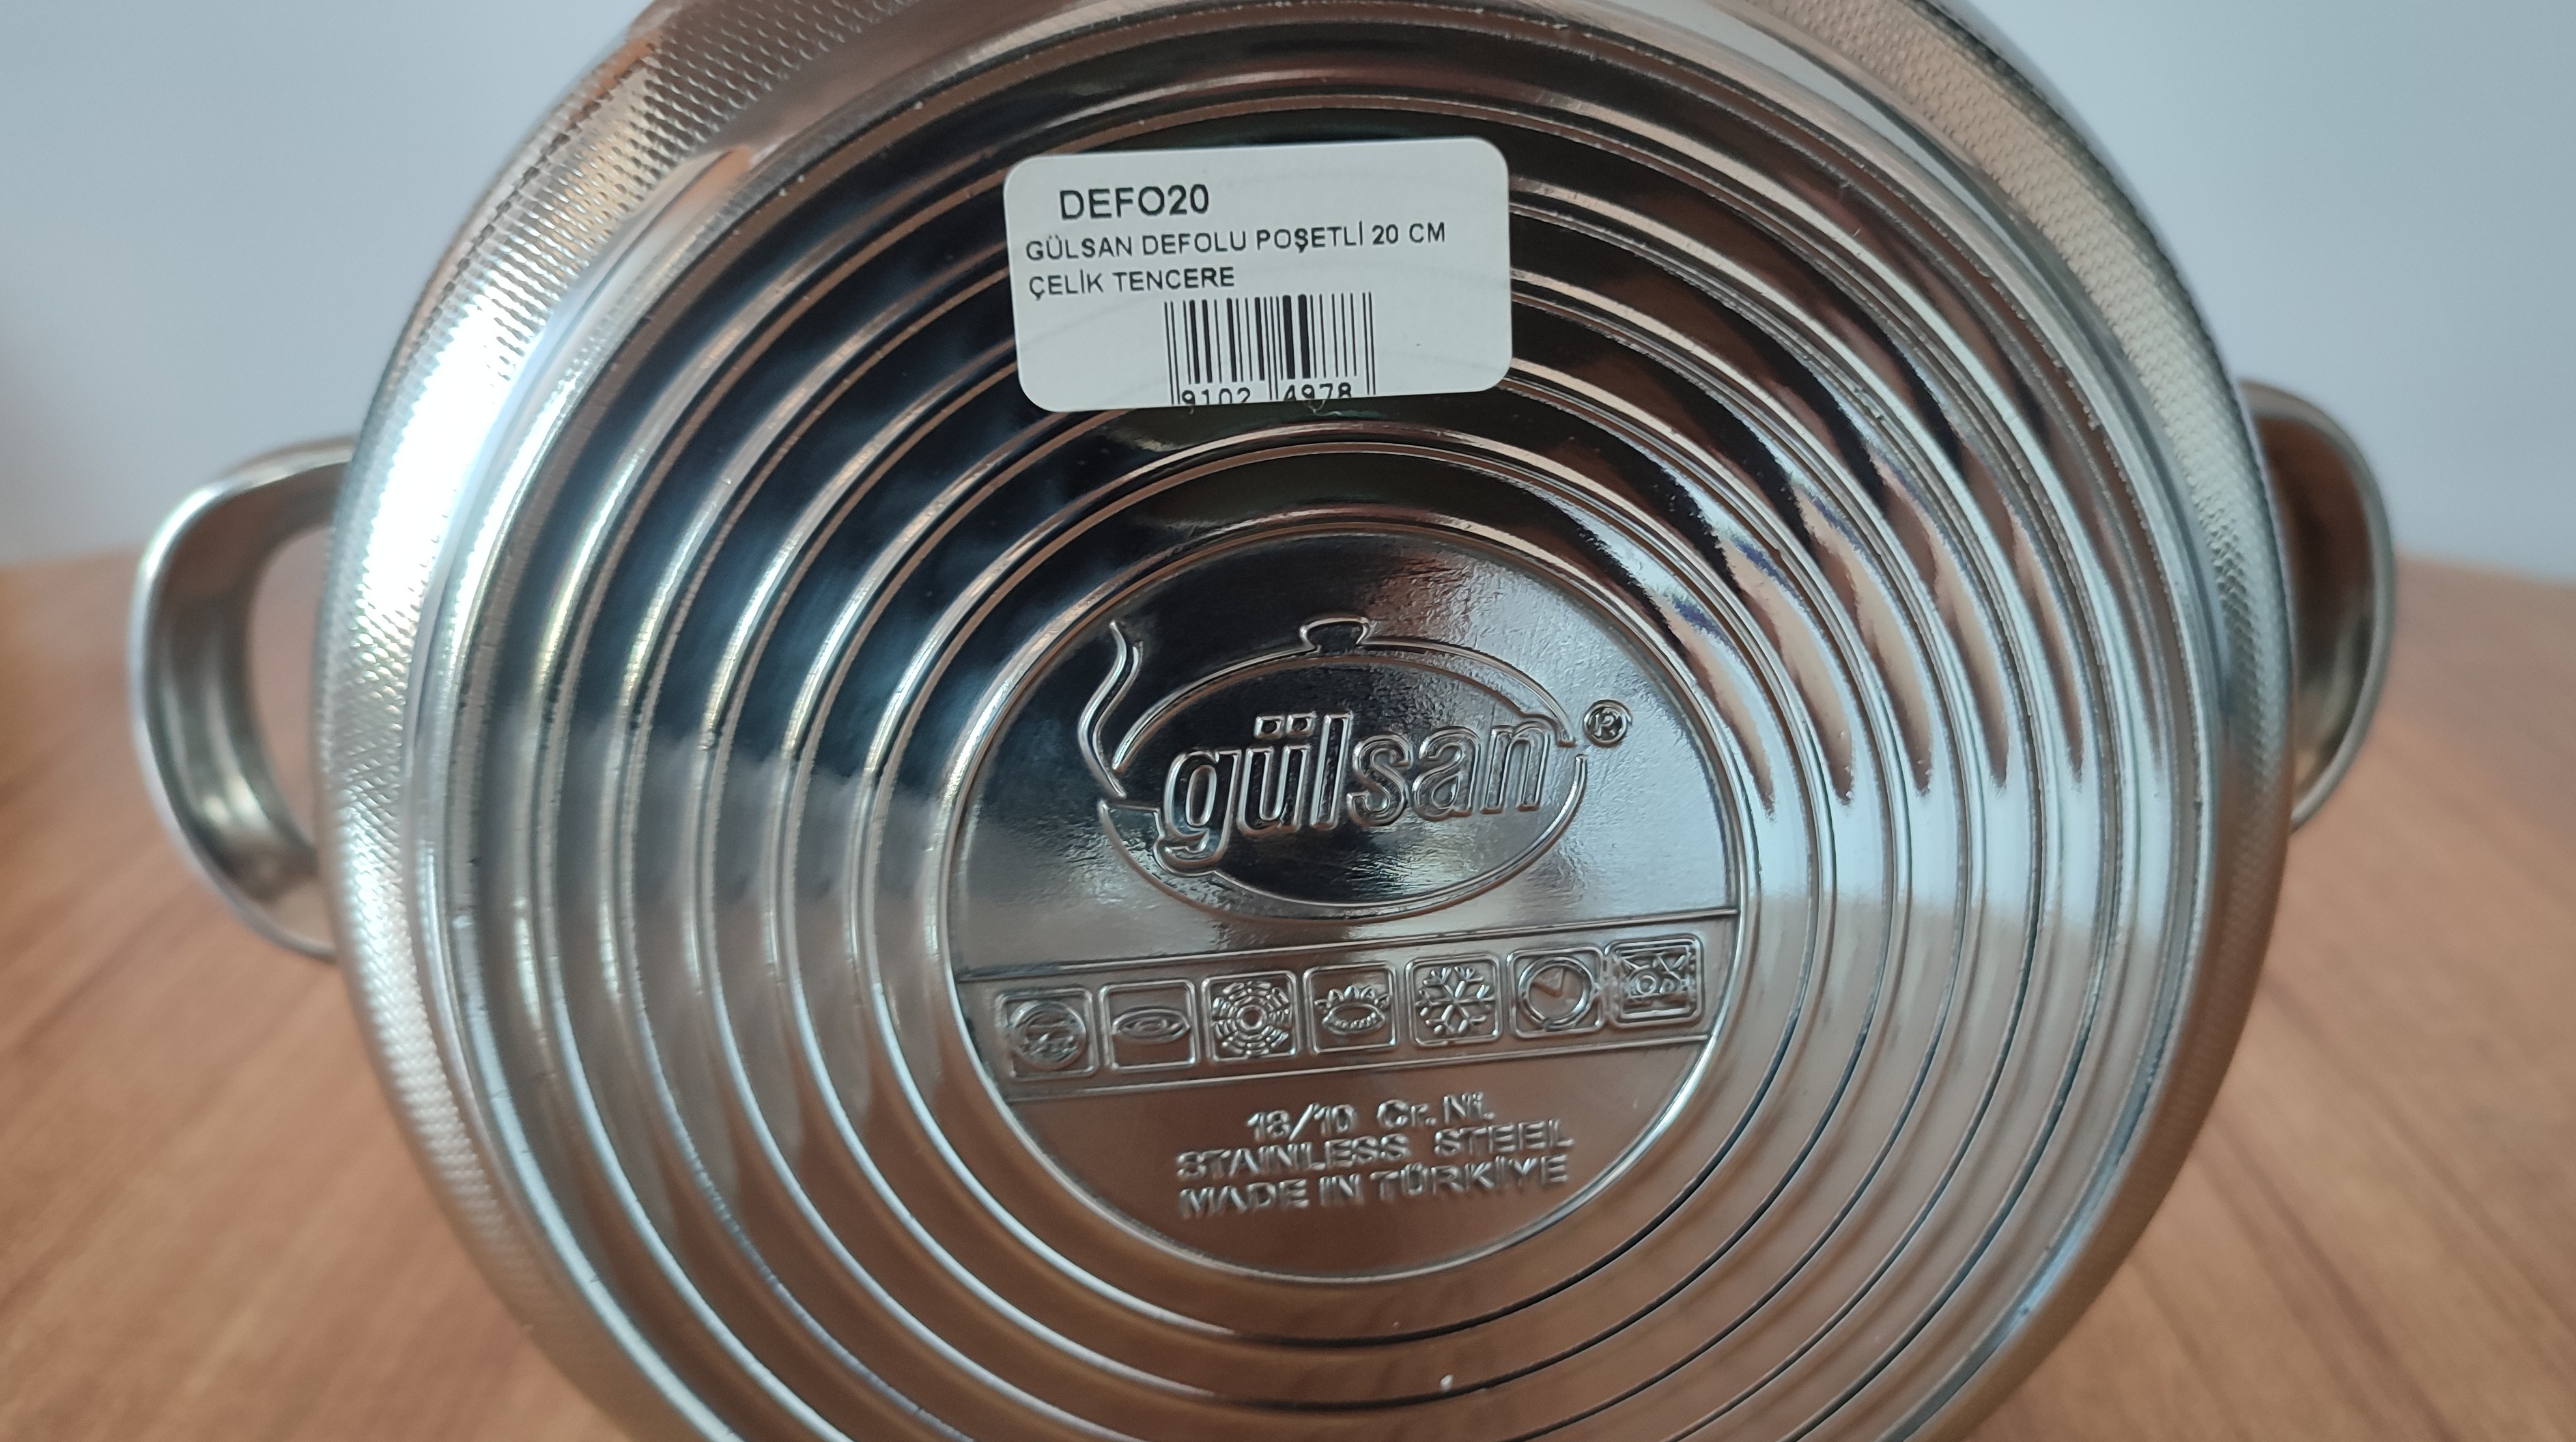 DEFO20
GÜLSAN DEFOLU POŞETLİ 20 CM
ÇELİK TENCERE
9102 4978
gülsan®
18/10 Cr. Ni.
STAINLESS STEEL
MADE IN TÜRKİYE